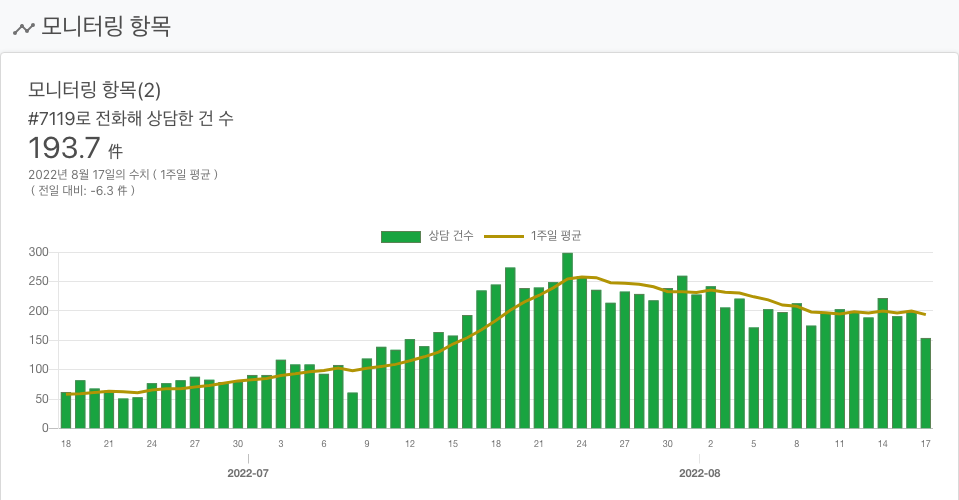 모니터링 항목
모니터링 항목(2)
#7119로 전화해 상담한 건 수
193.7 件
2022년 8월 17일의 수치 ( 1주일 평균 )
( 전일 대비: -6.3 件 )
상담 건수 1주일 평균
300
250
200
150
100
50
0
18 21 24 27 30 3 6 9 12 15 18 21 24 27 30 2 5 8 11 14 17
2022-07 2022-08